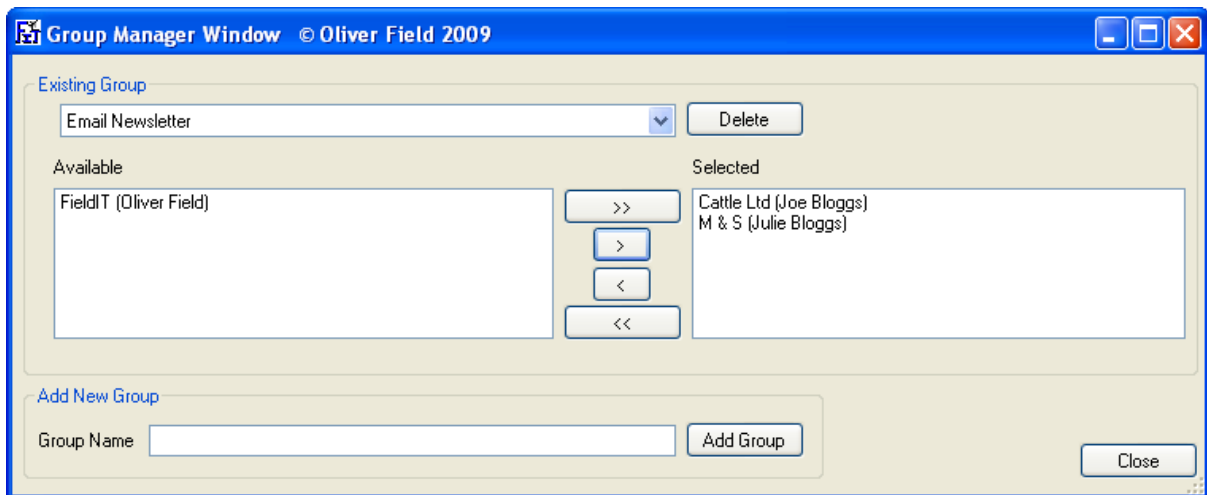 Group Manager Window © Oliver Field 2009
Existing Group
Email Newsletter
Delete
Available
Selected
FieldIT (Oliver Field)
>>
Cattle Ltd (Joe Bloggs)
M & S (Julie Bloggs)
>
<
<<
Add New Group
Group Name
Add Group
Close